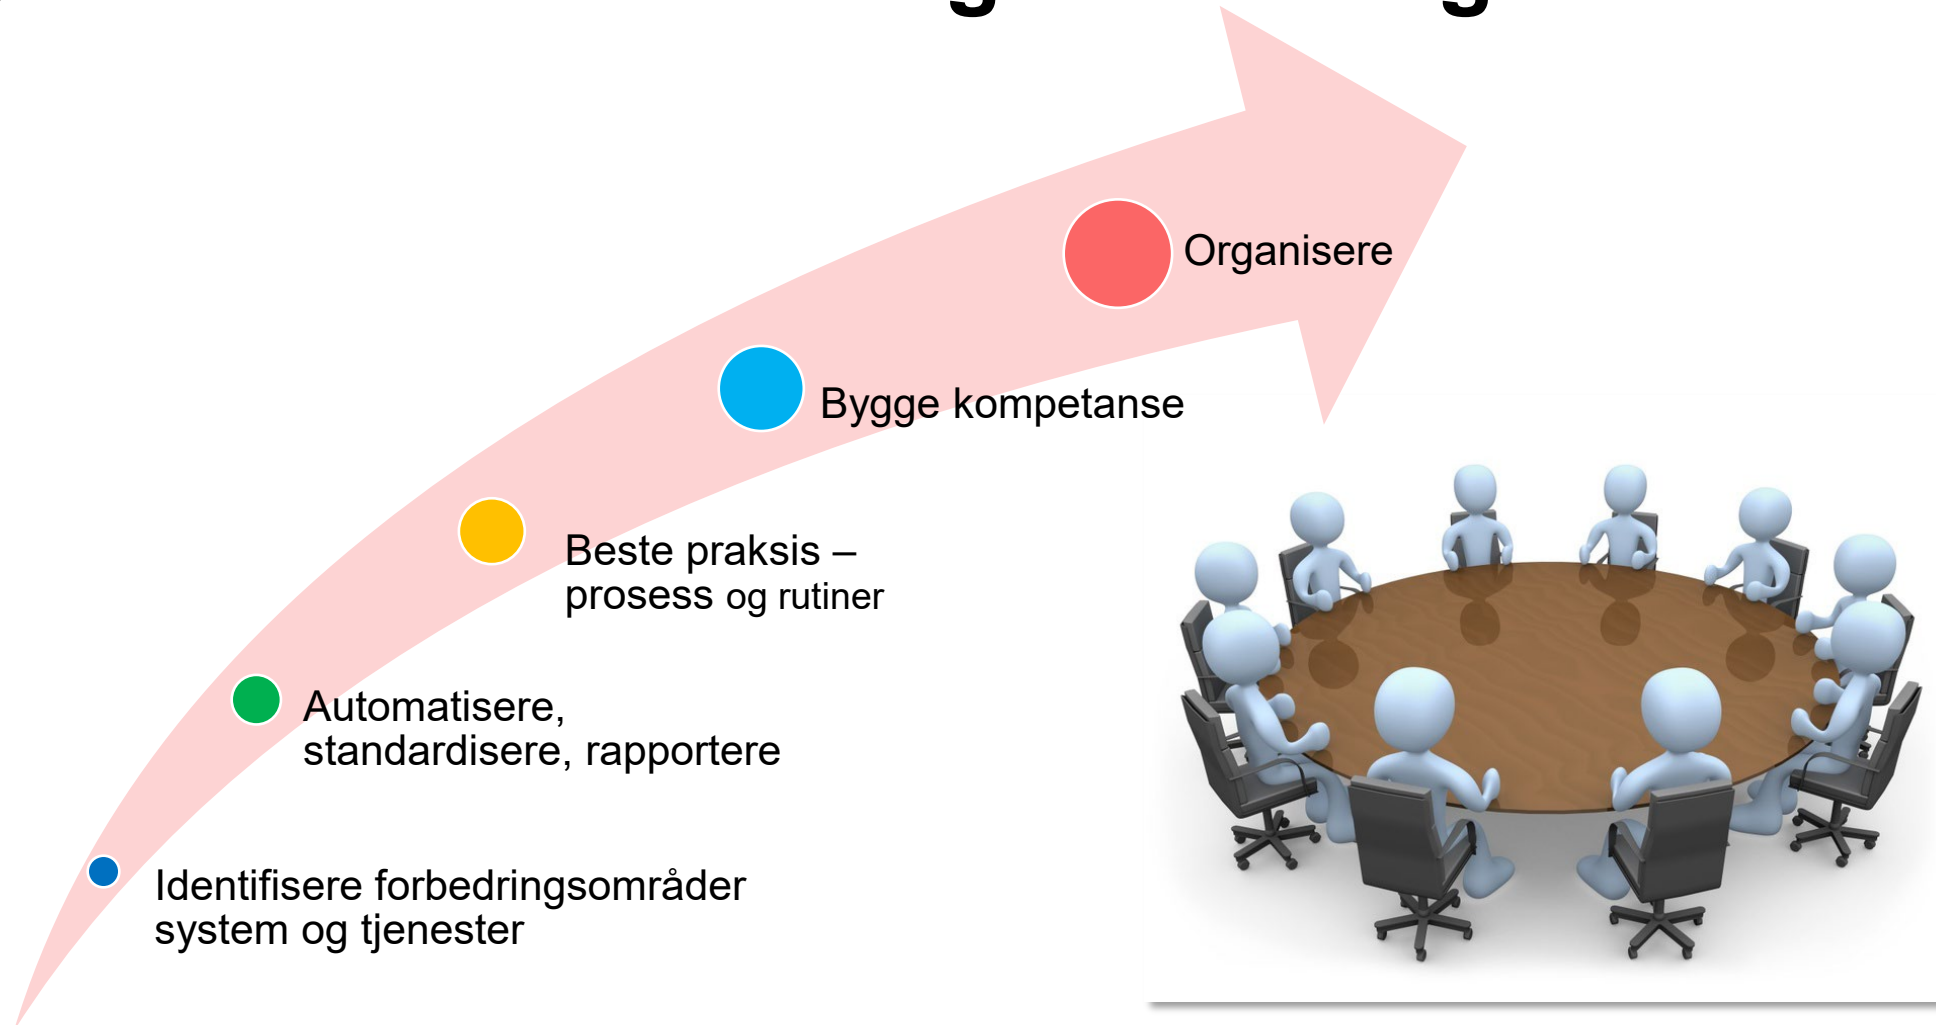 Organisere
Bygge kompetanse
Beste praksis –
prosess og rutiner
Automatisere,
standardisere, rapportere
Identifisere forbedringsområder
system og tjenester